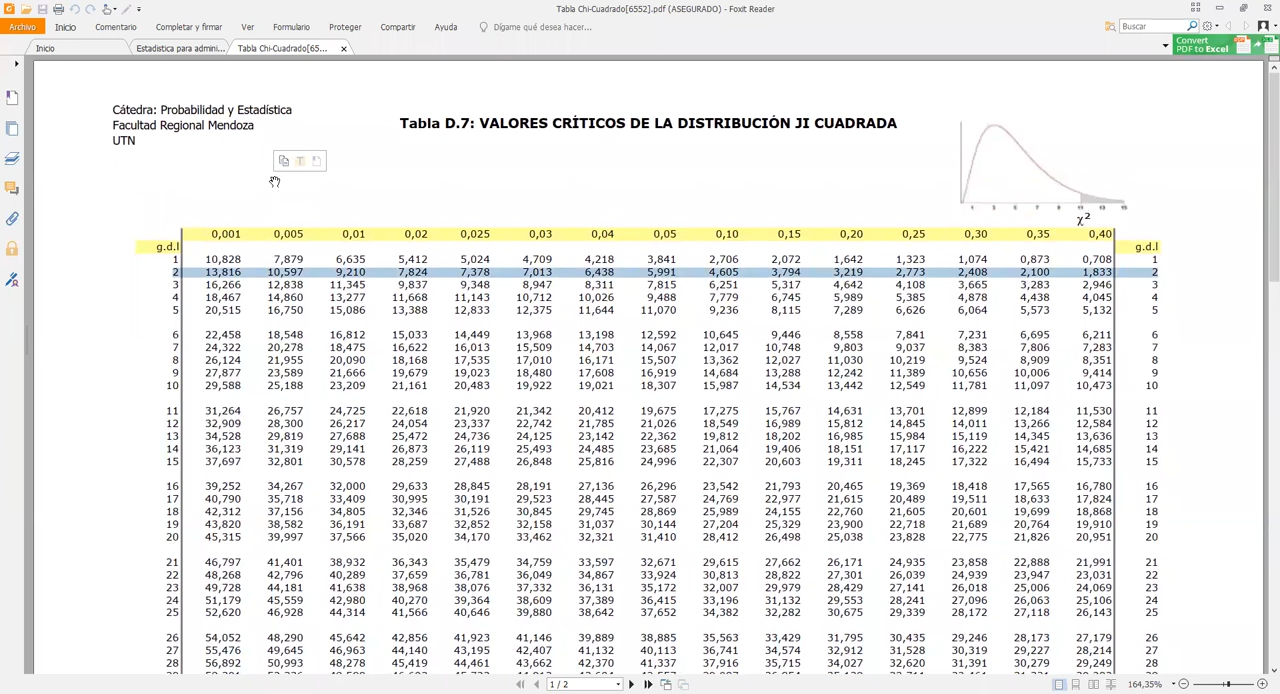 Tabla Chi-Cuadrado[6552].pdf (ASEGURADO) - Foxit Reader
Archivo Inicio Comentario Completar y firmar Ver Formulario Proteger Compartir Ayuda Dígame qué desea hacer... Buscar
Inicio Estadística para admini... Tabla Chi-Cuadrado[65... Convert
PDF to Excel
Cátedra: Probabilidad y Estadística
Facultad Regional Mendoza
UTN
Tabla D.7: VALORES CRÍTICOS DE LA DISTRIBUCIÓN JI CUADRADA
1 3 5 7 9 11 13 15
χ²
0,001 0,005 0,01 0,02 0,025 0,03 0,04 0,05 0,10 0,15 0,20 0,25 0,30 0,35 0,40
g.d.l g.d.l
1 10,828 7,879 6,635 5,412 5,024 4,709 4,218 3,841 2,706 2,072 1,642 1,323 1,074 0,873 0,708 1
2 13,816 10,597 9,210 7,824 7,378 7,013 6,438 5,991 4,605 3,794 3,219 2,773 2,408 2,100 1,833 2
3 16,266 12,838 11,345 9,837 9,348 8,947 8,311 7,815 6,251 5,317 4,642 4,108 3,665 3,283 2,946 3
4 18,467 14,860 13,277 11,668 11,143 10,712 10,026 9,488 7,779 6,745 5,989 5,385 4,878 4,438 4,045 4
5 20,515 16,750 15,086 13,388 12,833 12,375 11,644 11,070 9,236 8,115 7,289 6,626 6,064 5,573 5,132 5
6 22,458 18,548 16,812 15,033 14,449 13,968 13,198 12,592 10,645 9,446 8,558 7,841 7,231 6,695 6,211 6
7 24,322 20,278 18,475 16,622 16,013 15,509 14,703 14,067 12,017 10,748 9,803 9,037 8,383 7,806 7,283 7
8 26,124 21,955 20,090 18,168 17,535 17,010 16,171 15,507 13,362 12,027 11,030 10,219 9,524 8,909 8,351 8
9 27,877 23,589 21,666 19,679 19,023 18,480 17,608 16,919 14,684 13,288 12,242 11,389 10,656 10,006 9,414 9
10 29,588 25,188 23,209 21,161 20,483 19,922 19,021 18,307 15,987 14,534 13,442 12,549 11,781 11,097 10,473 10
11 31,264 26,757 24,725 22,618 21,920 21,342 20,412 19,675 17,275 15,767 14,631 13,701 12,899 12,184 11,530 11
12 32,909 28,300 26,217 24,054 23,337 22,742 21,785 21,026 18,549 16,989 15,812 14,845 14,011 13,266 12,584 12
13 34,528 29,819 27,688 25,472 24,736 24,125 23,142 22,362 19,812 18,202 16,985 15,984 15,119 14,345 13,636 13
14 36,123 31,319 29,141 26,873 26,119 25,493 24,485 23,685 21,064 19,406 18,151 17,117 16,222 15,421 14,685 14
15 37,697 32,801 30,578 28,259 27,488 26,848 25,816 24,996 22,307 20,603 19,311 18,245 17,322 16,494 15,733 15
16 39,252 34,267 32,000 29,633 28,845 28,191 27,136 26,296 23,542 21,793 20,465 19,369 18,418 17,565 16,780 16
17 40,790 35,718 33,409 30,995 30,191 29,523 28,445 27,587 24,769 22,977 21,615 20,489 19,511 18,633 17,824 17
18 42,312 37,156 34,805 32,346 31,526 30,845 29,745 28,869 25,989 24,155 22,760 21,605 20,601 19,699 18,868 18
19 43,820 38,582 36,191 33,687 32,852 32,158 31,037 30,144 27,204 25,329 23,900 22,718 21,689 20,764 19,910 19
20 45,315 39,997 37,566 35,020 34,170 33,462 32,321 31,410 28,412 26,498 25,038 23,828 22,775 21,826 20,951 20
21 46,797 41,401 38,932 36,343 35,479 34,759 33,597 32,671 29,615 27,662 26,171 24,935 23,858 22,888 21,991 21
22 48,268 42,796 40,289 37,659 36,781 36,049 34,867 33,924 30,813 28,822 27,301 26,039 24,939 23,947 23,031 22
23 49,728 44,181 41,638 38,968 38,076 37,332 36,131 35,172 32,007 29,979 28,429 27,141 26,018 25,006 24,069 23
24 51,179 45,559 42,980 40,270 39,364 38,609 37,389 36,415 33,196 31,132 29,553 28,241 27,096 26,063 25,106 24
25 52,620 46,928 44,314 41,566 40,646 39,880 38,642 37,652 34,382 32,282 30,675 29,339 28,172 27,118 26,143 25
26 54,052 48,290 45,642 42,856 41,923 41,146 39,889 38,885 35,563 33,429 31,795 30,435 29,246 28,173 27,179 26
27 55,476 49,645 46,963 44,140 43,195 42,407 41,132 40,113 36,741 34,574 32,912 31,528 30,319 29,227 28,214 27
28 56,892 50,993 48,278 45,419 44,461 43,662 42,370 41,337 37,916 35,715 34,027 32,620 31,391 30,279 29,249 28
1 / 2 164,35%